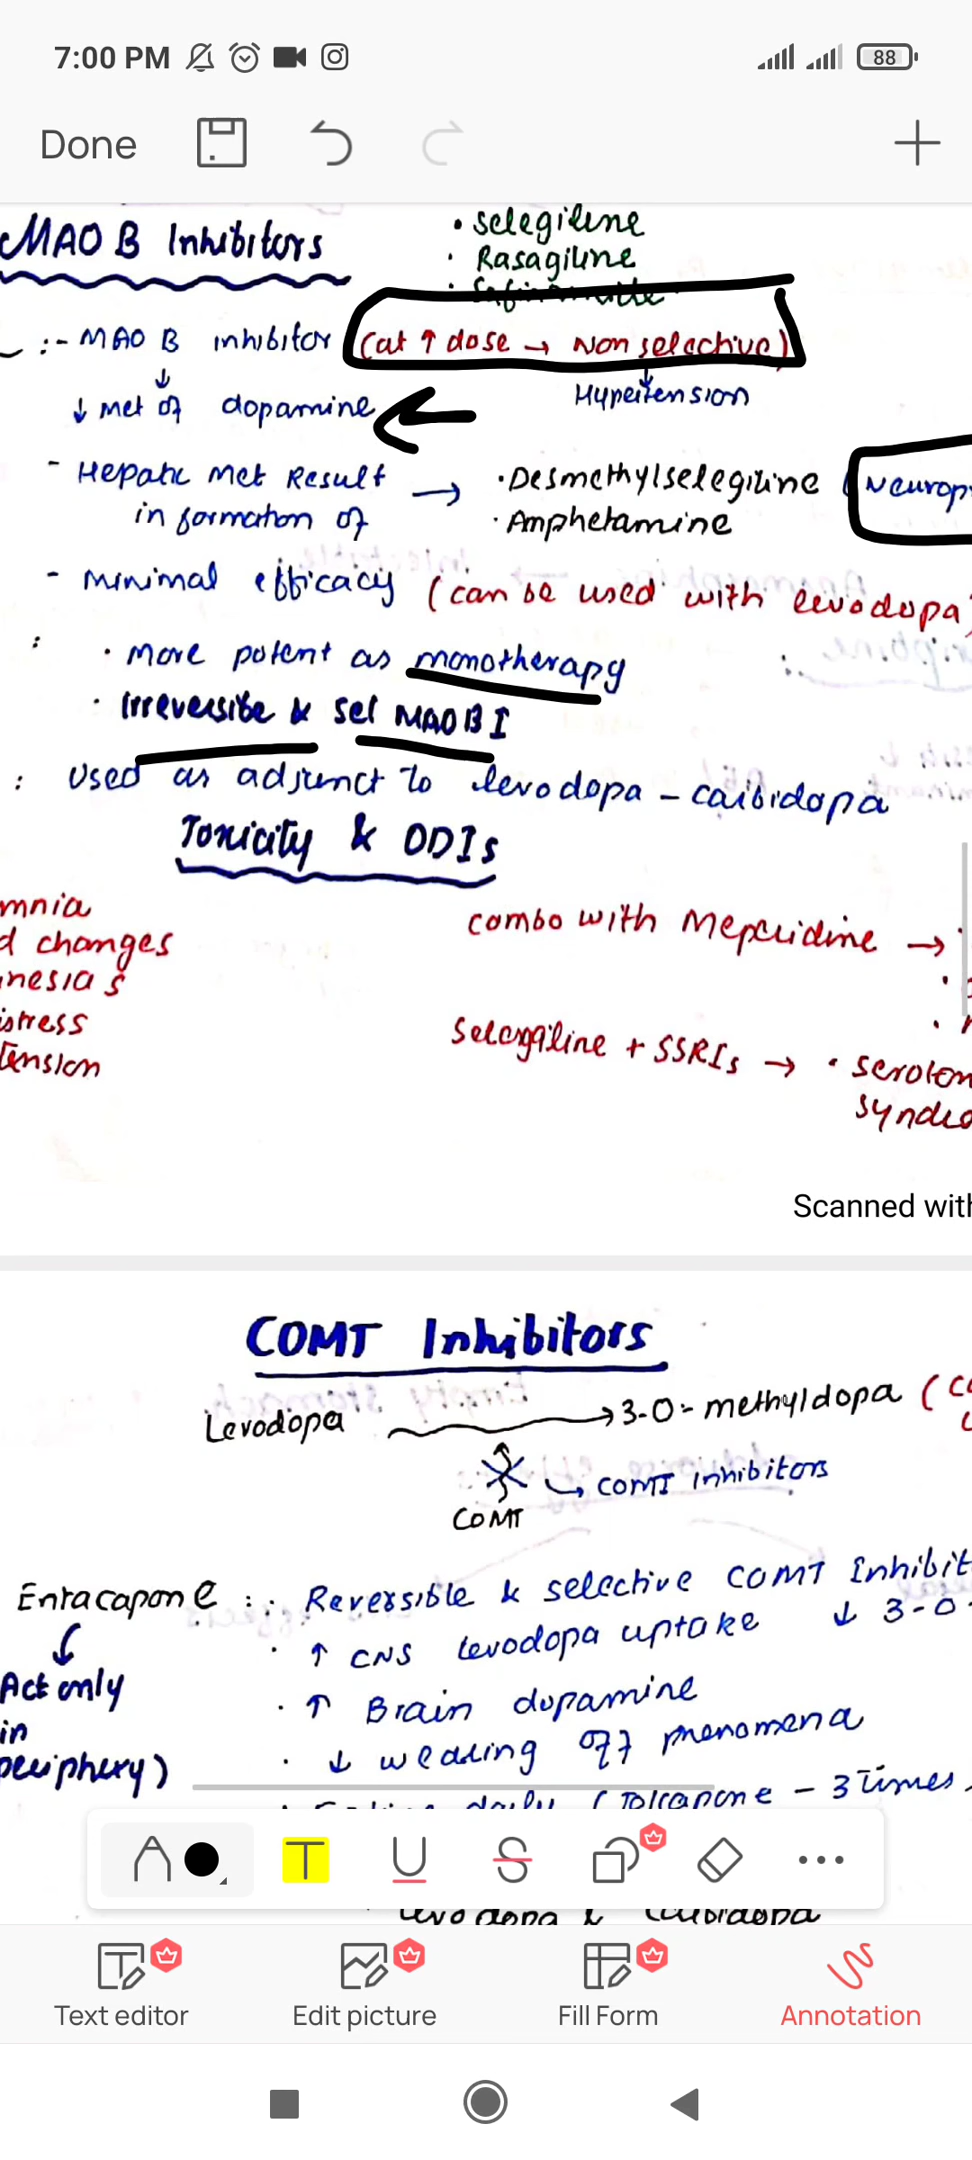 7:00 PM
88
Done
MAO B Inhibitors
• Selegiline
• Rasagiline
:- MAO B inhibitor (at ↑ dose → Non selective)
↓ Met of dopamine
Hypertension
- Hepatic Met Result in formation of → • Desmethylselegiline (Neurop
• Amphetamine
- Minimal efficacy (can be used with levodopa)
: • More potent as monotherapy
• Irreversible & sel MAO B I
: Used as adjunct to levodopa - carbidopa
Toxicity & DDIs
mnia
d changes
nesias
istress
tension
combo with Meperidine →
Selegiline + SSRIs → • seroton
syndro
Scanned with
COMT Inhibitors
Levodopa → 3-O-methyldopa (Co
COMT
↳ COMT inhibitors
Entacapone :: Reversible & selective COMT Inhibit
↓ 3-O-
• ↑ CNS levodopa uptake
Act only
in
periphery)
• ↑ Brain dopamine
• ↓ wearing off phenomena
daily (Tolcapone - 3 times
levodopa & carbidopa
T
U
S
Text editor
Edit picture
Fill Form
Annotation